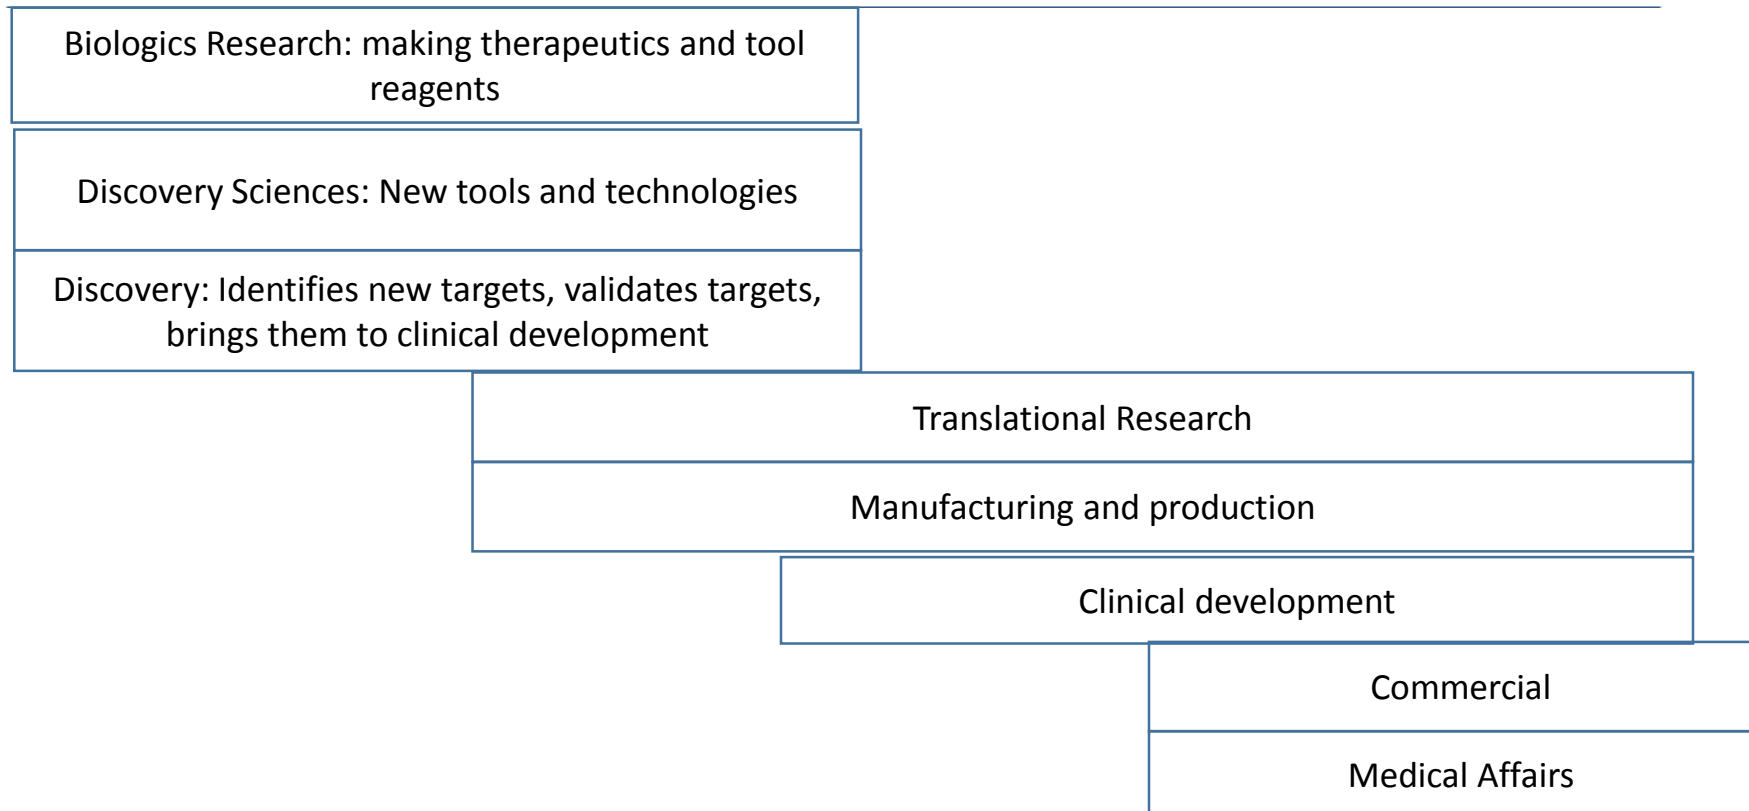 Biologics Research: making therapeutics and tool
reagents
Discovery Sciences: New tools and technologies
Discovery: Identifies new targets, validates targets,
brings them to clinical development
Translational Research
Manufacturing and production
Clinical development
Commercial
Medical Affairs